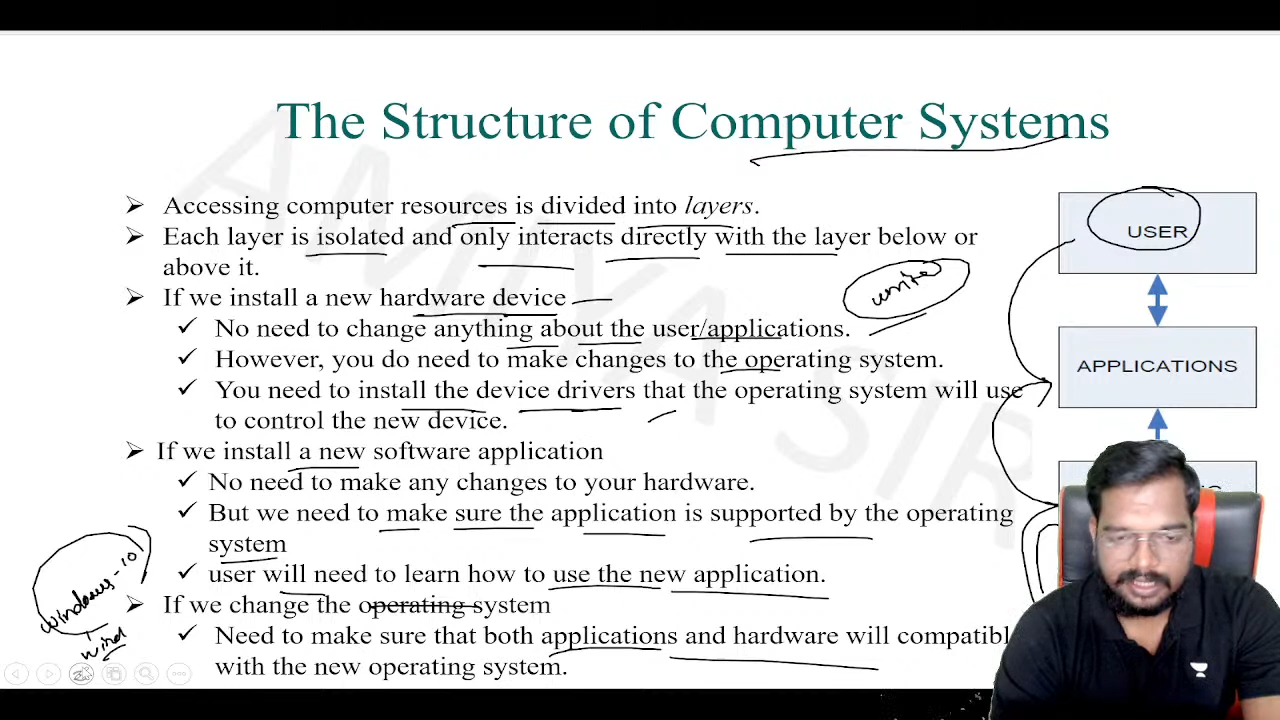 The Structure of Computer Systems
Accessing computer resources is divided into layers.
Each layer is isolated and only interacts directly with the layer below or
above it.
If we install a new hardware device
No need to change anything about the user/applications.
However, you do need to make changes to the operating system.
You need to install the device drivers that the operating system will use
to control the new device.
If we install a new software application
No need to make any changes to your hardware.
But we need to make sure the application is supported by the operating
system
user will need to learn how to use the new application.
If we change the operating system
Need to make sure that both applications and hardware will compatibl
with the new operating system.
USER
APPLICATIONS
windows-10
wind
AMIYA SIR